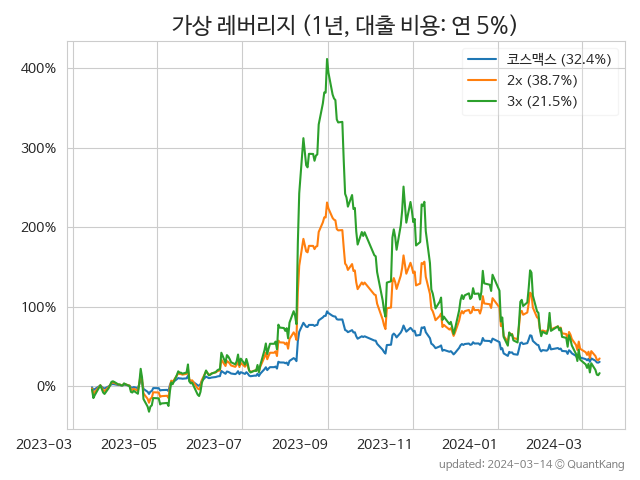 가상 레버리지 (1년, 대출 비용: 연 5%)
코스맥스 (32.4%)
2x (38.7%)
3x (21.5%)
400%
300%
200%
100%
0%
2023-03 2023-05 2023-07 2023-09 2023-11 2024-01 2024-03
updated: 2024-03-14 © QuantKang